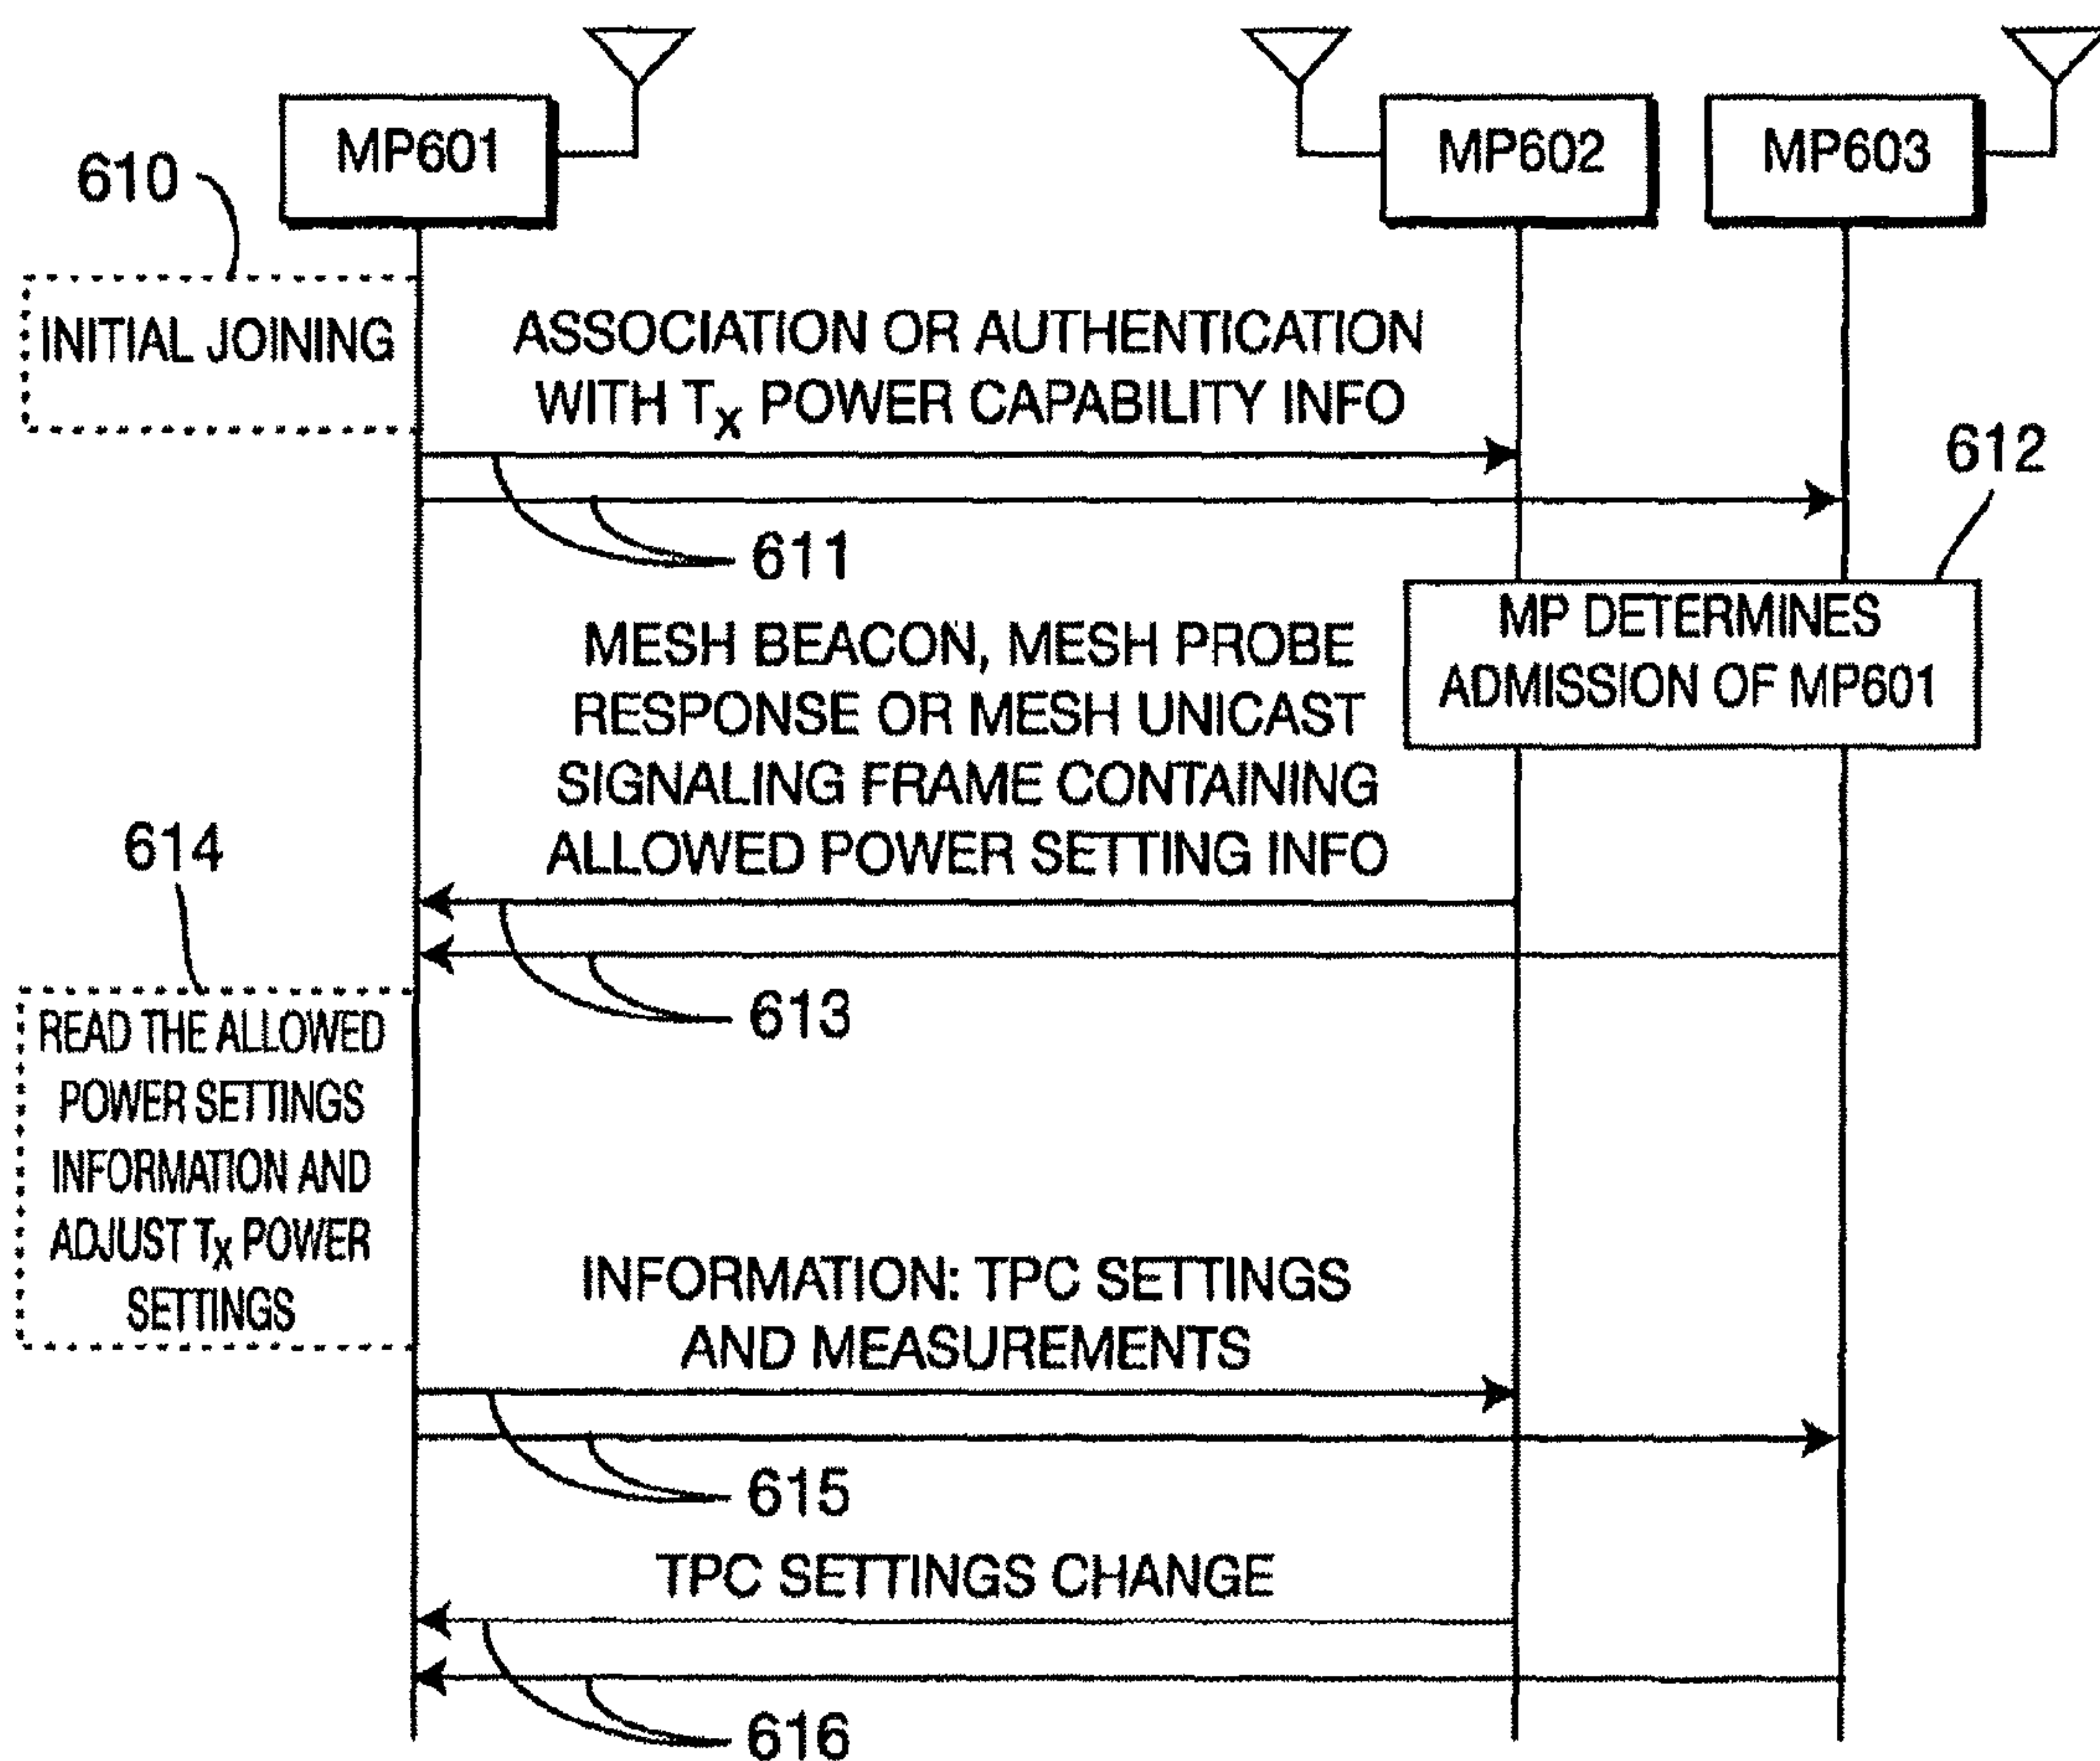 MP601
MP602
MP603
610
INITIAL JOINING
ASSOCIATION OR AUTHENTICATION
WITH Tx POWER CAPABILITY INFO
611
612
MP DETERMINES
ADMISSION OF MP601
MESH BEACON, MESH PROBE
RESPONSE OR MESH UNICAST
SIGNALING FRAME CONTAINING
ALLOWED POWER SETTING INFO
613
614
READ THE ALLOWED
POWER SETTINGS
INFORMATION AND
ADJUST Tx POWER
SETTINGS
INFORMATION: TPC SETTINGS
AND MEASUREMENTS
615
TPC SETTINGS CHANGE
616